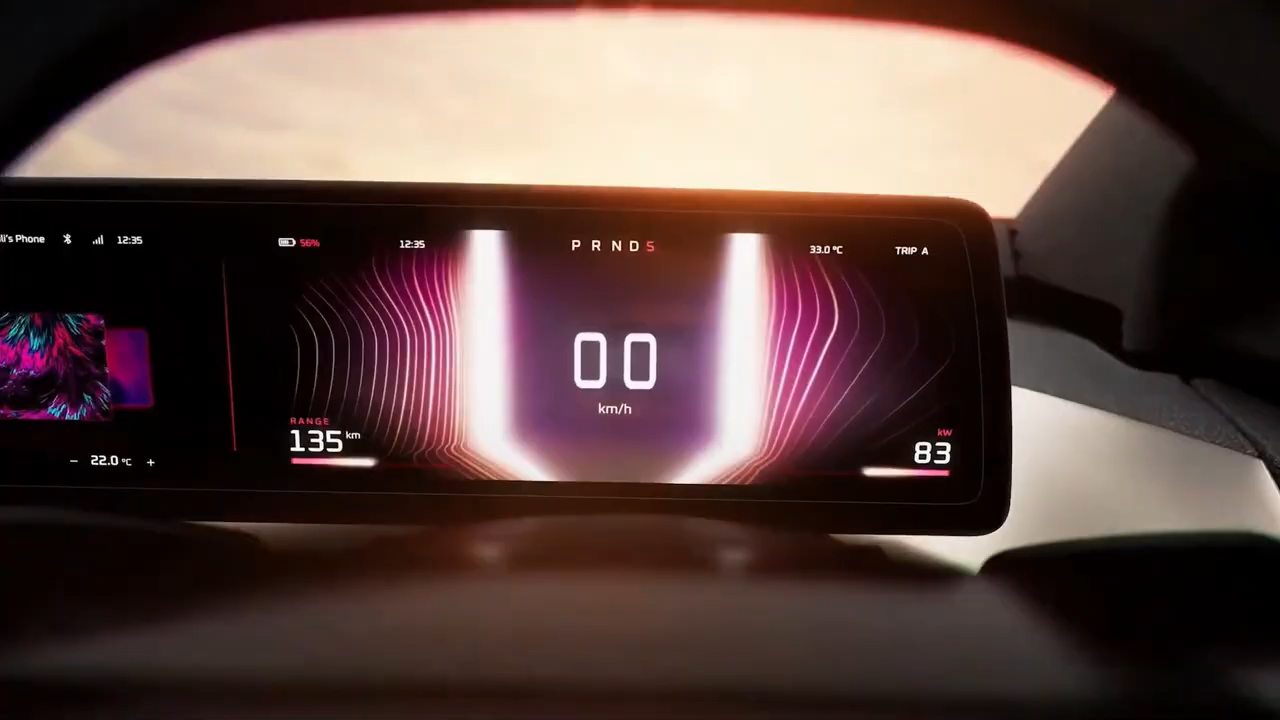 li's Phone 12:35
56% 12:35 P R N D S 33.0 °C TRIP A
00
km/h
RANGE
135 km
kW
83
− 22.0 °C +